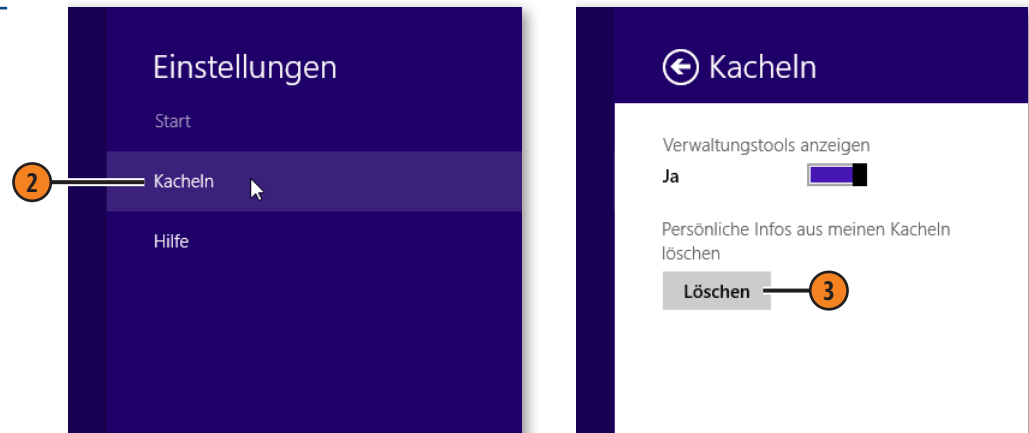 Einstellungen
Start
2
Kacheln
Hilfe
Kacheln
Verwaltungstools anzeigen
Ja
Persönliche Infos aus meinen Kacheln
löschen
Löschen
3